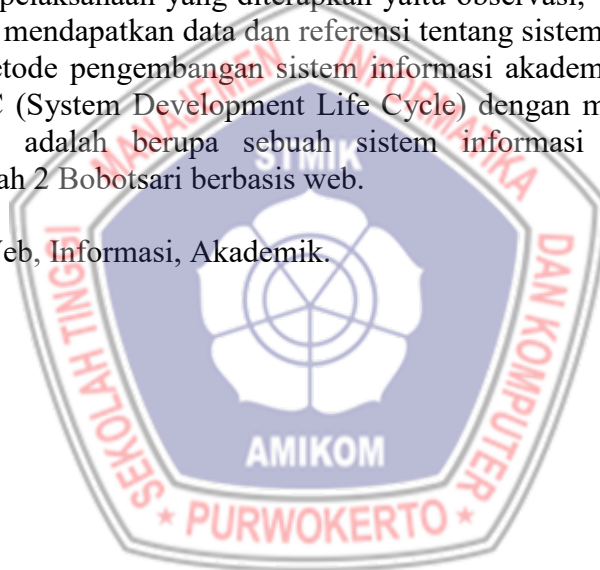 pelaksanaan yang diterapkan yaitu observasi,
mendapatkan data dan referensi tentang sistem
etode pengembangan sistem informasi akadem
C (System Development Life Cycle) dengan m
adalah berupa sebuah sistem informasi
ah 2 Bobotsari berbasis web.
Web, Informasi, Akademik.
SEKOLAH TINGGI MANAJEMEN INFORMATIKA DAN KOMPUTER
STMIK
AMIKOM
* PURWOKERTO *